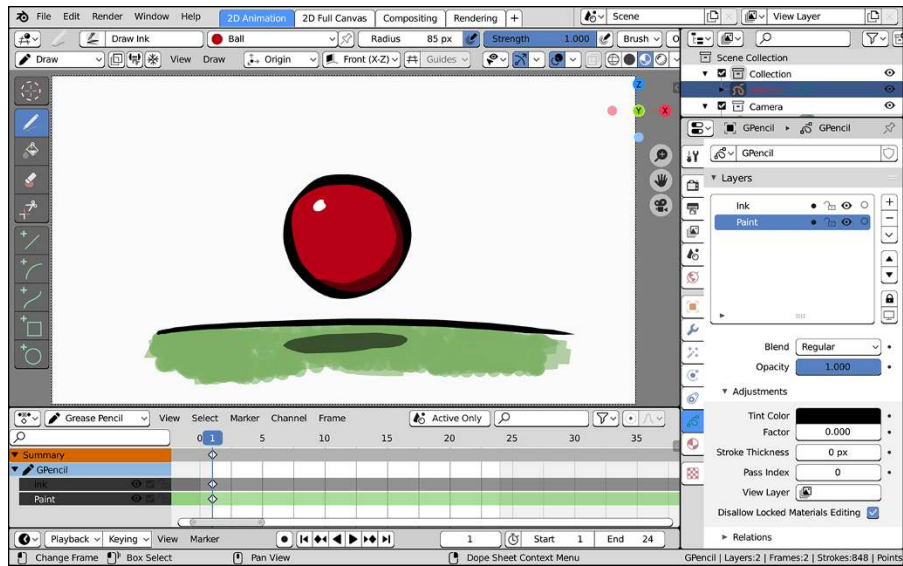 File Edit Render Window Help 2D Animation 2D Full Canvas Compositing Rendering + Scene View Layer
Draw Ink Ball Radius 85 px Strength 1.000 Brush
Draw View Draw Origin Front (X-Z) Guides
Scene Collection
Collection
Camera
Z
Y
X
GPencil GPencil
GPencil
Layers
Ink
Paint
Blend Regular
Opacity 1.000
Adjustments
Tint Color
Factor 0.000
Stroke Thickness 0 px
Pass Index 0
View Layer
Disallow Locked Materials Editing
Relations
Grease Pencil View Select Marker Channel Frame Active Only
0 1 5 10 15 20 25 30 35
Summary
GPencil
Ink
Paint
Playback Keying View Marker 1 Start 1 End 24
Change Frame Box Select Pan View Dope Sheet Context Menu GPencil | Layers:2 | Frames:2 | Strokes:848 | Points